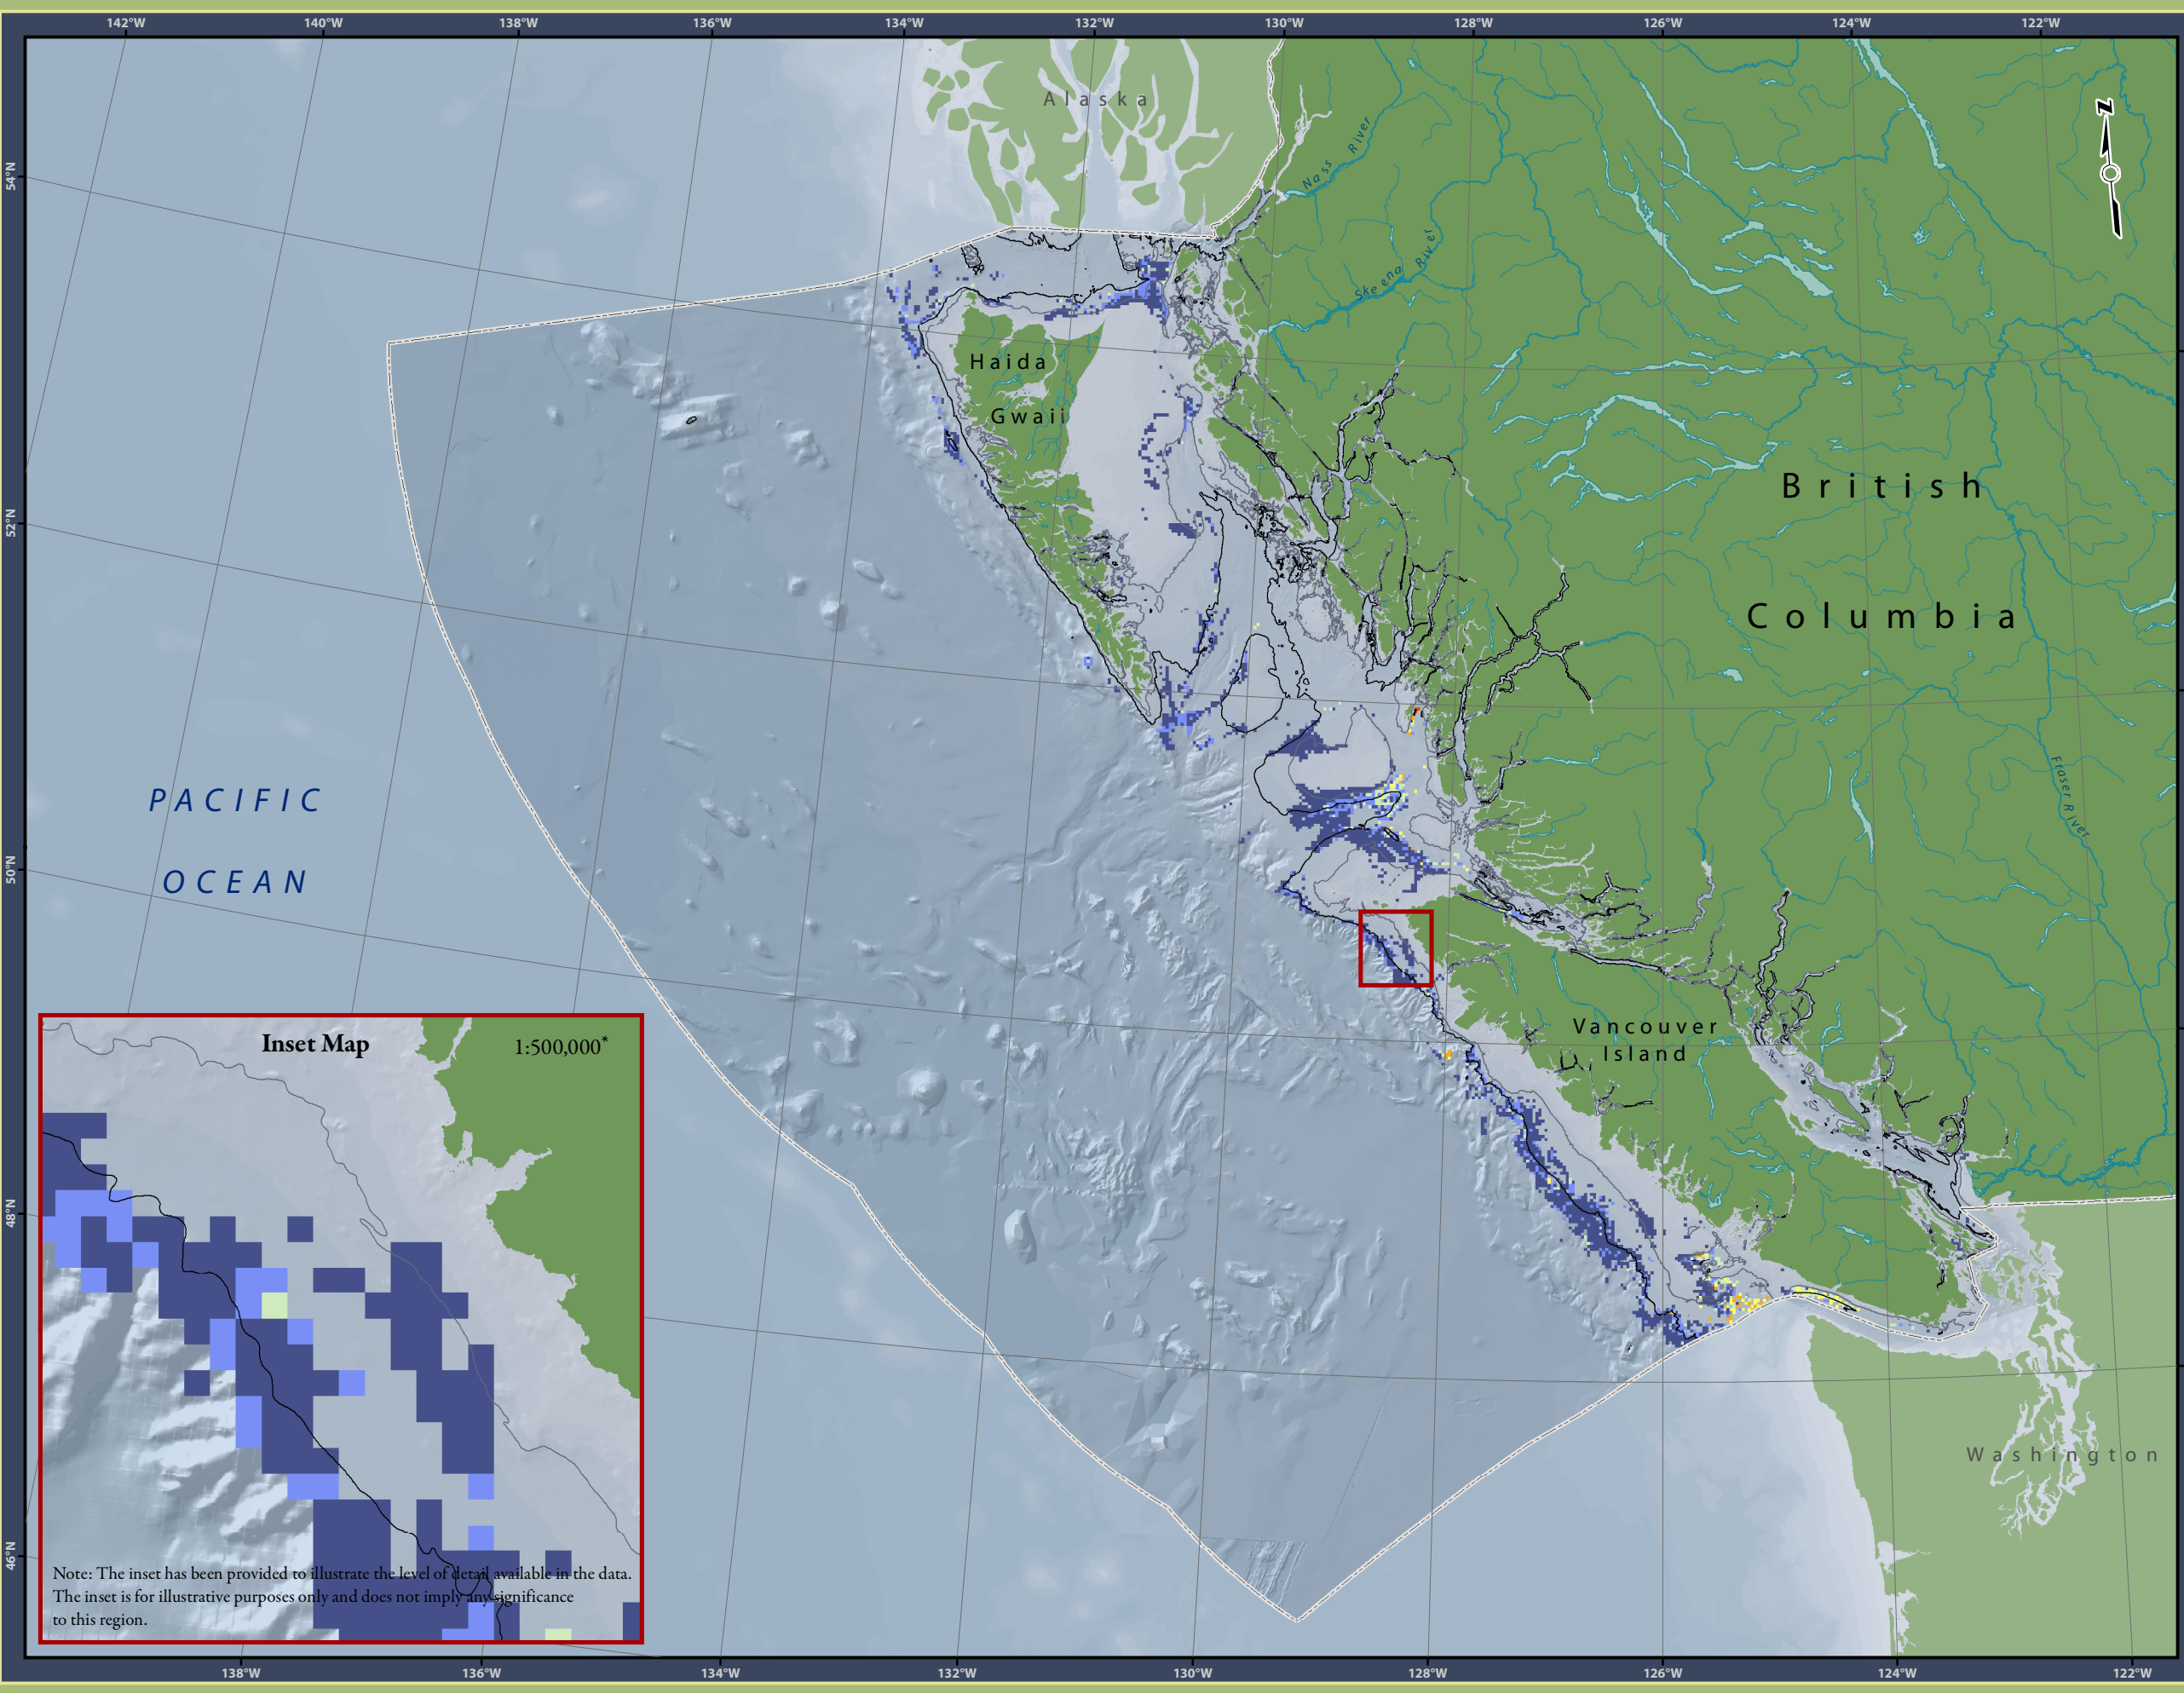 142°W 140°W 138°W 136°W 134°W 132°W 130°W 128°W 126°W 124°W 122°W
Alaska
N
Nass River
54°N
Skeena River
Haida
Gwaii
British
52°N
Columbia
PACIFIC
Fraser River
50°N
OCEAN
Vancouver
Island
Inset Map
1:500,000*
48°N
Washington
46°N
Note: The inset has been provided to illustrate the level of detail available in the data.
The inset is for illustrative purposes only and does not imply any significance
to this region.
138°W 136°W 134°W 132°W 130°W 128°W 126°W 124°W 122°W